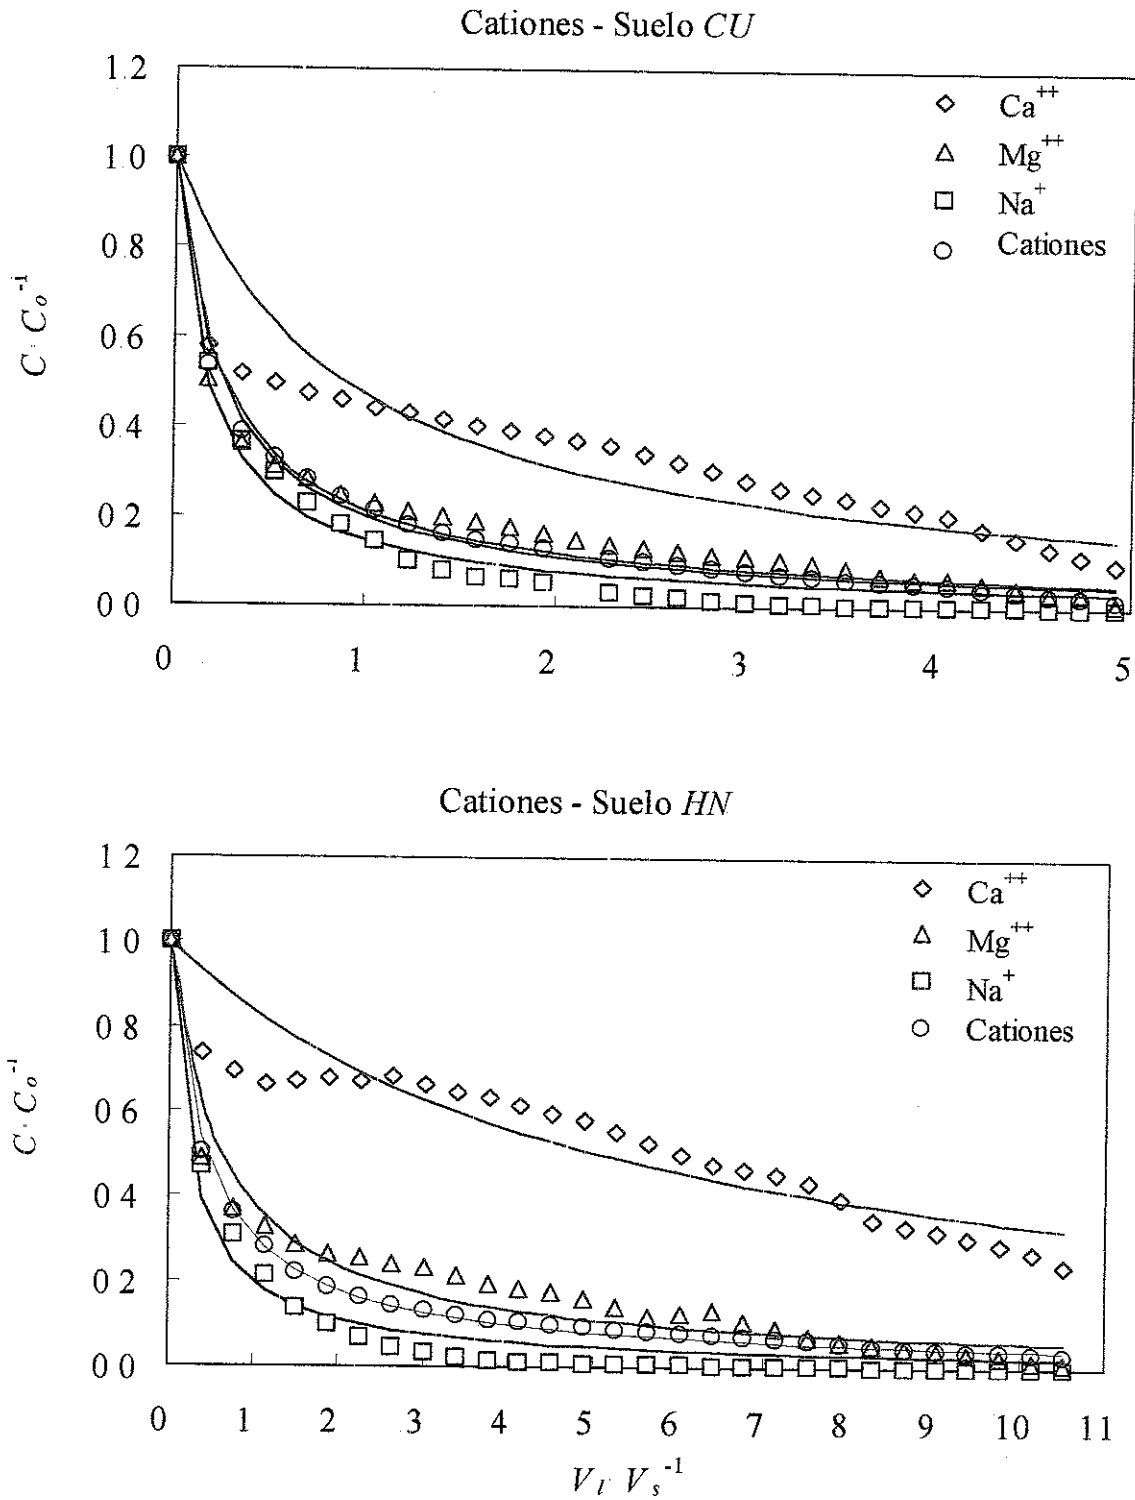 Cationes - Suelo CU
1.2
1.0
0.8
0.6
0.4
0.2
0.0
C · Cₒ⁻¹
Ca⁺⁺
Mg⁺⁺
Na⁺
Cationes
0 1 2 3 4 5
Cationes - Suelo HN
1.2
1.0
0.8
0.6
0.4
0.2
0.0
C · Cₒ⁻¹
Ca⁺⁺
Mg⁺⁺
Na⁺
Cationes
0 1 2 3 4 5 6 7 8 9 10 11
Vₗ · Vₛ⁻¹